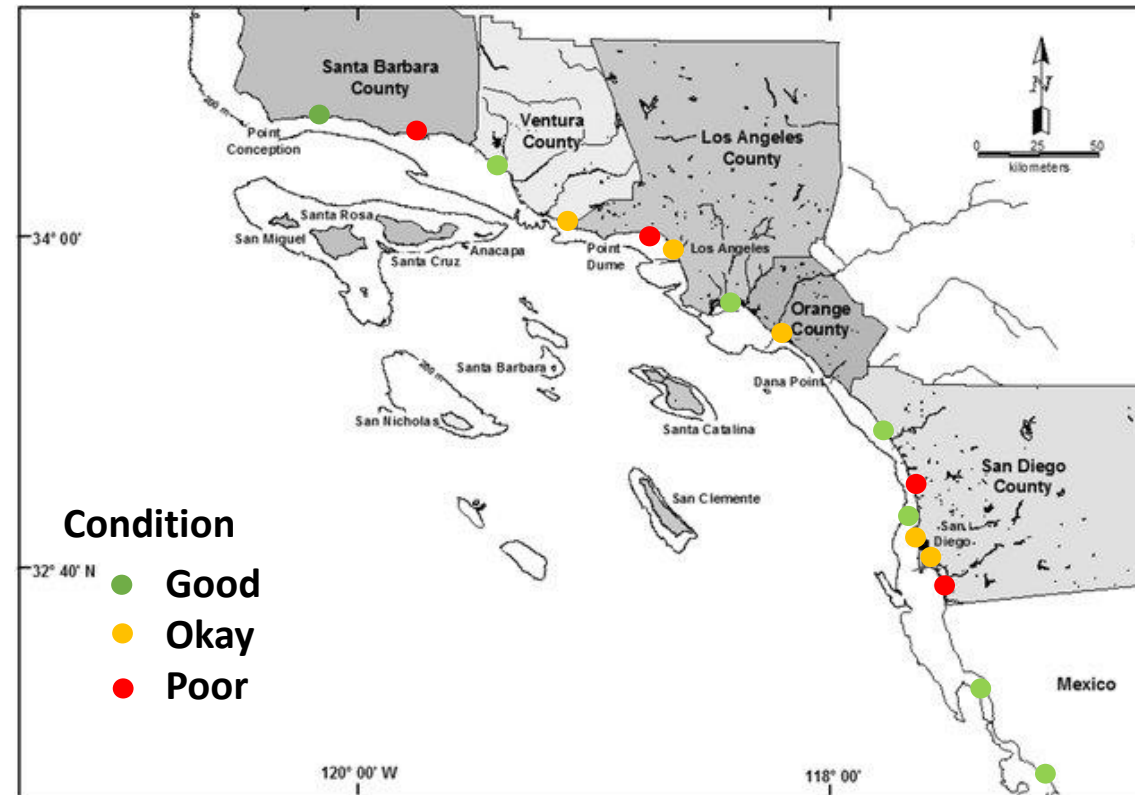 Santa Barbara
County
200 m
Point
Conception
Ventura
County
Los Angeles
County
N
0 25 50
kilometers
34° 00'
Santa Rosa
San Miguel
Santa Cruz
Anacapa
Point
Dume
Los Angeles
Orange
County
Santa Barbara
200 m
San Nicholas
Dana Point
Santa Catalina
San Diego
County
San Clemente
San
Diego
Condition
Good
Okay
Poor
32° 40' N
Mexico
120° 00' W
118° 00'